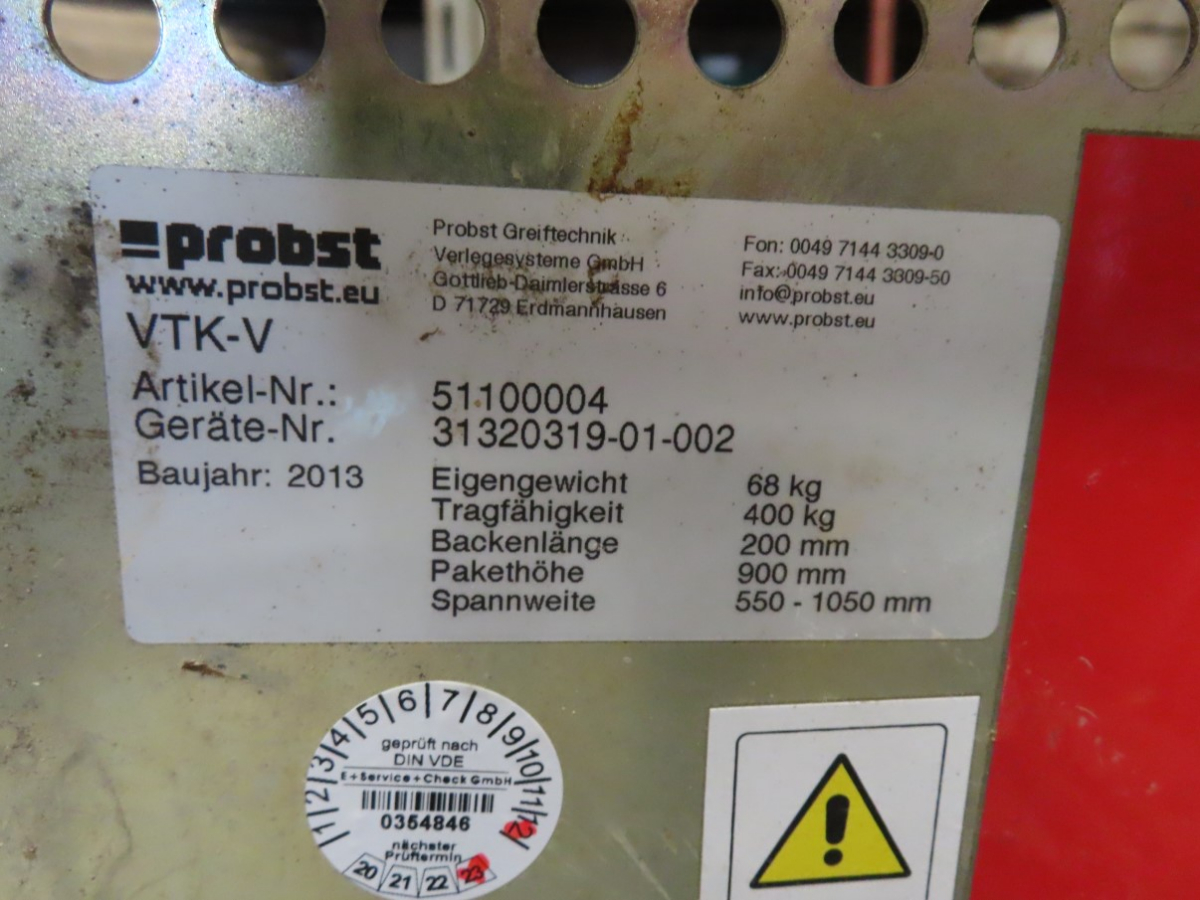 probst
www.probst.eu
Probst Greiftechnik
Verlegesysteme GmbH
Gottlieb-Daimlerstrasse 6
D 71729 Erdmannhausen
Fon: 0049 7144 3309-0
Fax: 0049 7144 3309-50
info@probst.eu
www.probst.eu
VTK-V
Artikel-Nr.: 51100004
Geräte-Nr. 31320319-01-002
Baujahr: 2013
Eigengewicht 68 kg
Tragfähigkeit 400 kg
Backenlänge 200 mm
Pakethöhe 900 mm
Spannweite 550 - 1050 mm
1 2 3 4 5 6 7 8 9 10 11 12
geprüft nach
DIN VDE
E+Service+Check GmbH
0354846
nächster
Prüftermin
20 21 22 23